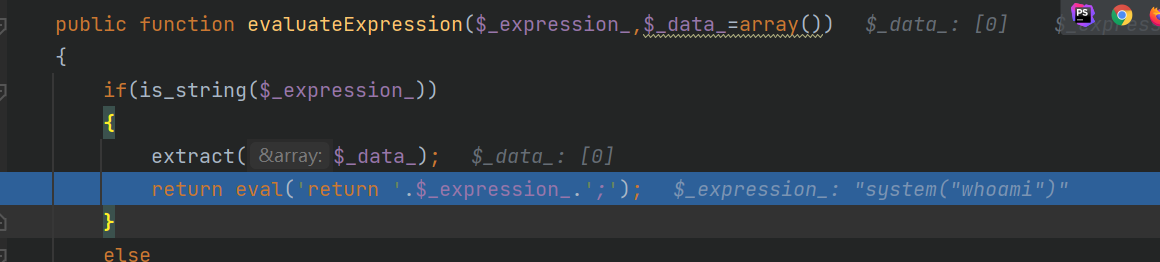 public function evaluateExpression($_expression_,$_data_=array()) $_data_: [0] $_express
{
if(is_string($_expression_))
{
extract( &array: $_data_); $_data_: [0]
return eval('return '.$_expression_.';'); $_expression_: "system("whoami")"
}
else